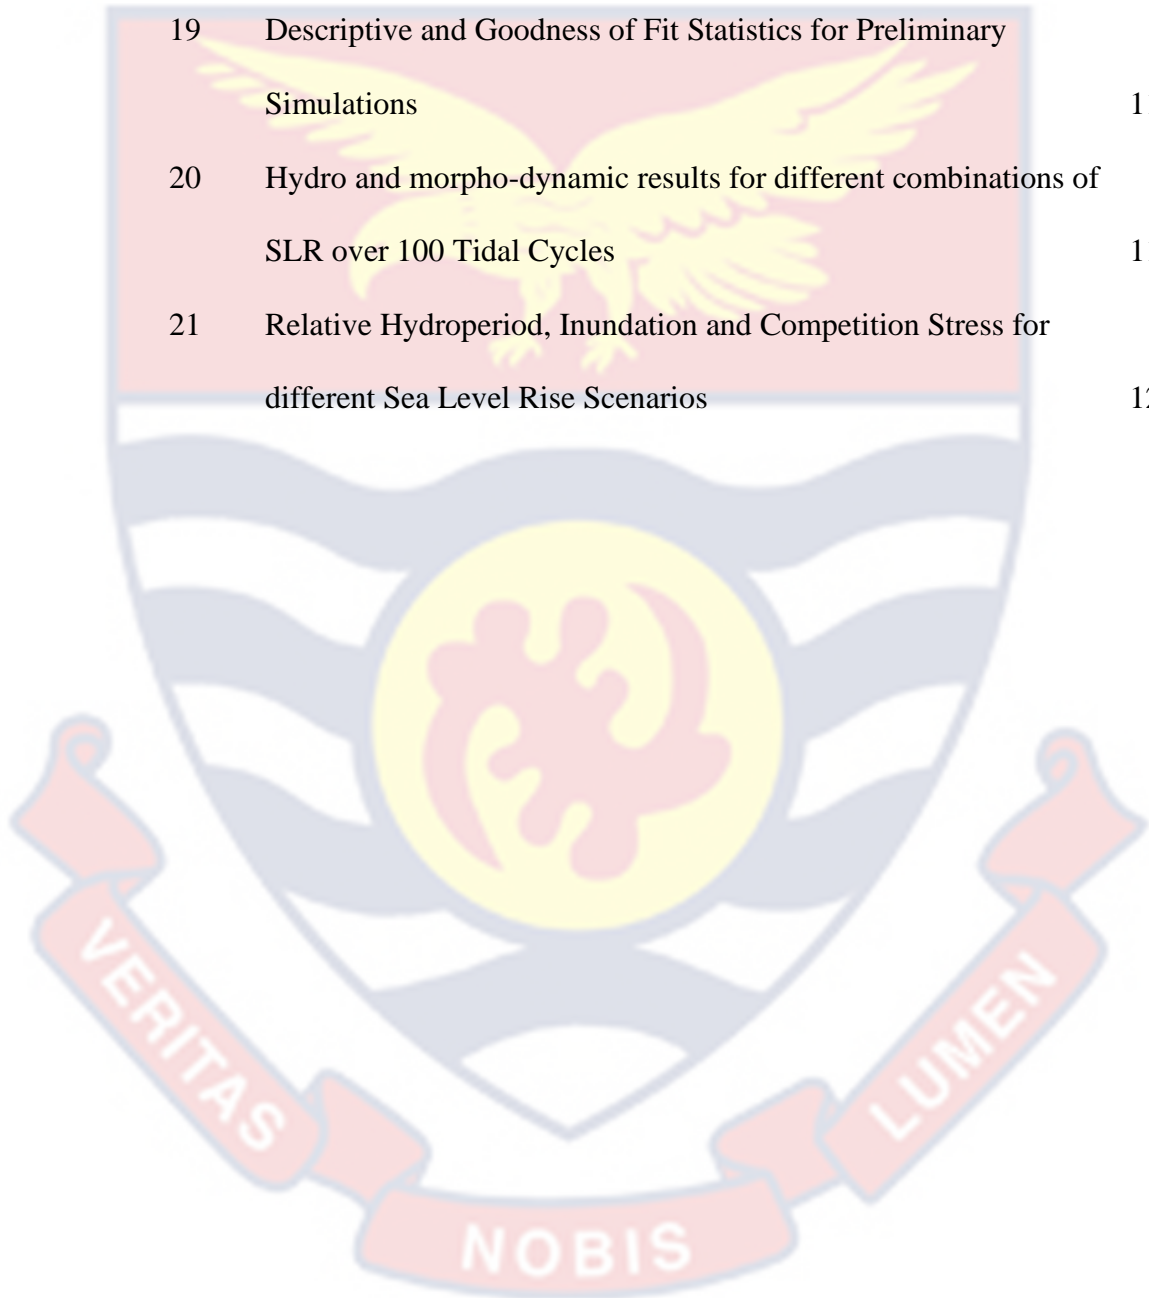 19 Descriptive and Goodness of Fit Statistics for Preliminary
Simulations
20 Hydro and morpho-dynamic results for different combinations of
SLR over 100 Tidal Cycles
21 Relative Hydroperiod, Inundation and Competition Stress for
different Sea Level Rise Scenarios
VERITAS
NOBIS
LUMEN